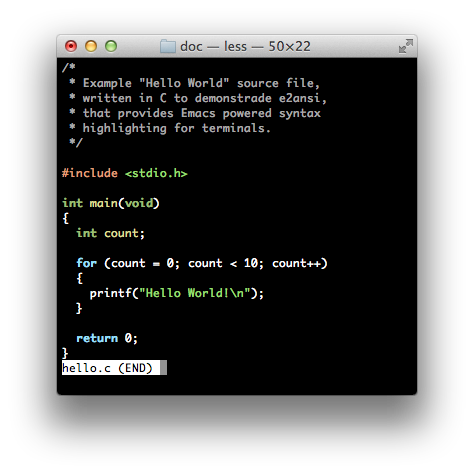 doc — less — 50×22
/*
 * Example "Hello World" source file,
 * written in C to demonstrade e2ansi,
 * that provides Emacs powered syntax
 * highlighting for terminals.
 */
#include <stdio.h>
int main(void)
{
  int count;
  for (count = 0; count < 10; count++)
  {
    printf("Hello World!\n");
  }
  return 0;
}
hello.c (END)